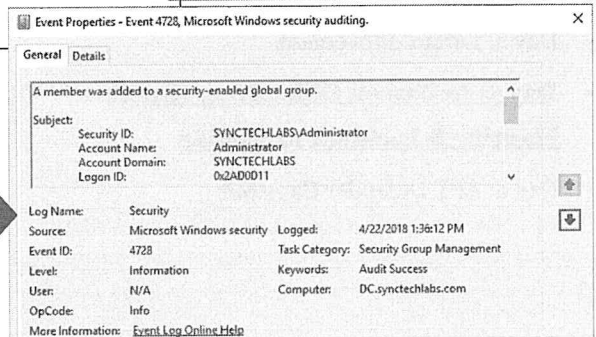 Event Properties - Event 4728, Microsoft Windows security auditing.
General Details
A member was added to a security-enabled global group.
Subject:
Security ID: SYNCTECHLABS\Administrator
Account Name: Administrator
Account Domain: SYNCTECHLABS
Logon ID: 0x2AD0D11
Log Name: Security
Source: Microsoft Windows security Logged: 4/22/2018 1:36:12 PM
Event ID: 4728 Task Category: Security Group Management
Level: Information Keywords: Audit Success
User: N/A Computer: DC.synctechlabs.com
OpCode: Info
More Information: Event Log Online Help